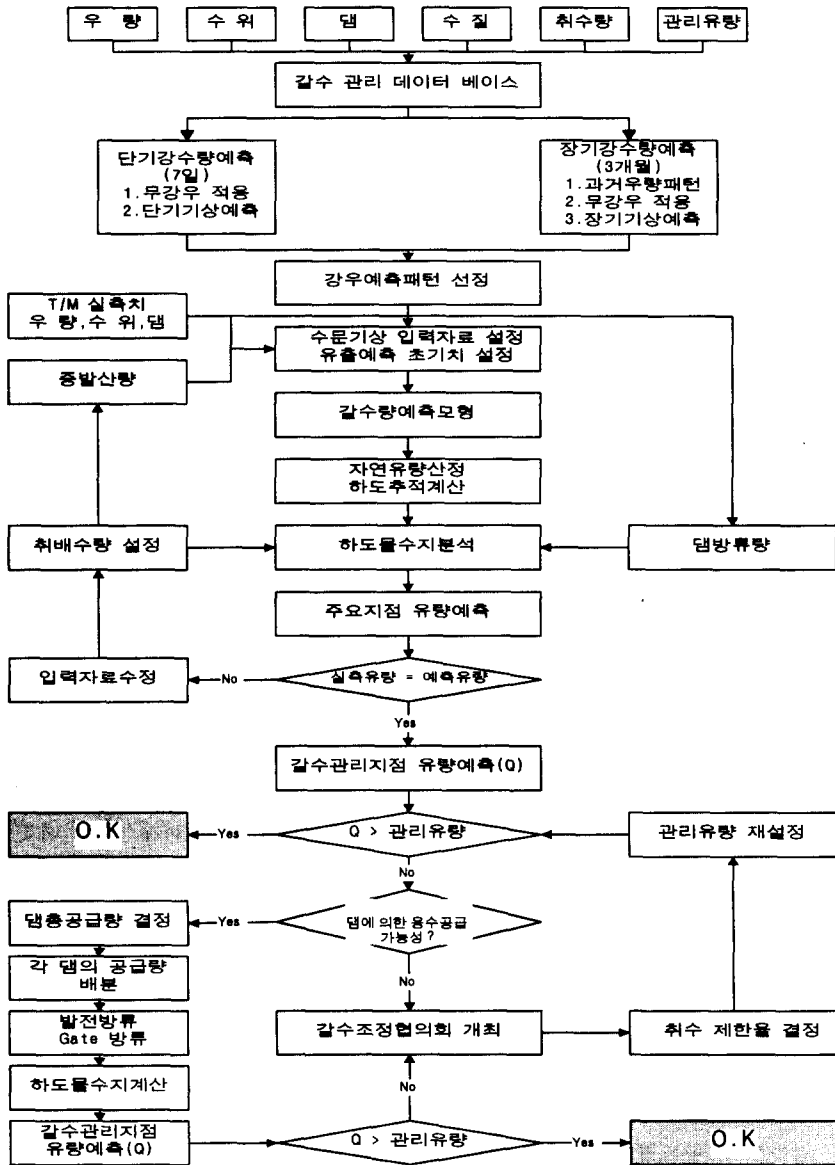 우 량
수 위
댐
수 질
취수량
관리유량
갈수 관리 데이터 베이스
단기강수량예측
(7일)
1.무강우 적용
2.단기기상예측
장기강수량예측
(3개월)
1.과거우량패턴
2.무강우 적용
3.장기기상예측
강우예측패턴 선정
T/M 실측치
우 량,수 위,댐
수문기상 입력자료 설정
유출예측 초기치 설정
증발산량
갈수량예측모형
자연유량산정
하도추적계산
취배수량 설정
하도물수지분석
댐방류량
주요지점 유량예측
입력자료수정
No
실측유량 = 예측유량
Yes
갈수관리지점 유량예측(Q)
O.K
Yes
Q > 관리유량
관리유량 재설정
No
댐총공급량 결정
Yes
댐에 의한 용수공급
가능성?
각 댐의 공급량
배분
No
발전방류
Gate 방류
갈수조정협의회 개최
취수 제한율 결정
하도물수지계산
No
갈수관리지점
유량예측(Q)
Q > 관리유량
Yes
O.K